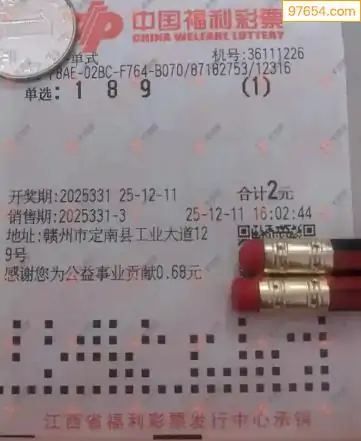 97654.com
中国福利彩票
CHINA WELFARE LOTTERY
单式 机号:36111226
F8AE-02BC-F764-B070/87182753/12316
单选: 1 8 9 (1)
开奖期:2025331 25-12-11 合计2元
销售期:2025331-3 25-12-11 16:02:44
地址:赣州市定南县工业大道12
9号
感谢您为公益事业贡献0.68元
江西省福利彩票发行中心承销